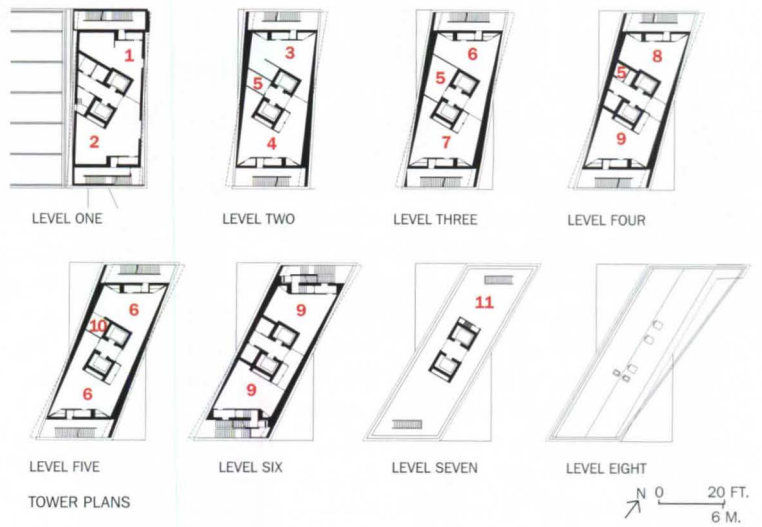 1
2
3
5
4
6
5
7
8
5
9
LEVEL ONE
LEVEL TWO
LEVEL THREE
LEVEL FOUR
6
10
6
9
9
11
LEVEL FIVE
LEVEL SIX
LEVEL SEVEN
LEVEL EIGHT
TOWER PLANS
N 0 20 FT.
6 M.